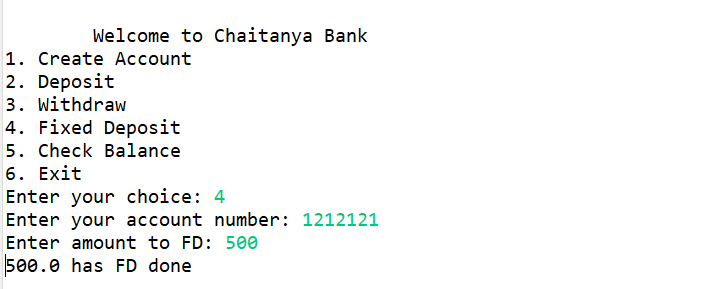 Welcome to Chaitanya Bank
1. Create Account
2. Deposit
3. Withdraw
4. Fixed Deposit
5. Check Balance
6. Exit
Enter your choice: 4
Enter your account number: 1212121
Enter amount to FD: 500
500.0 has FD done